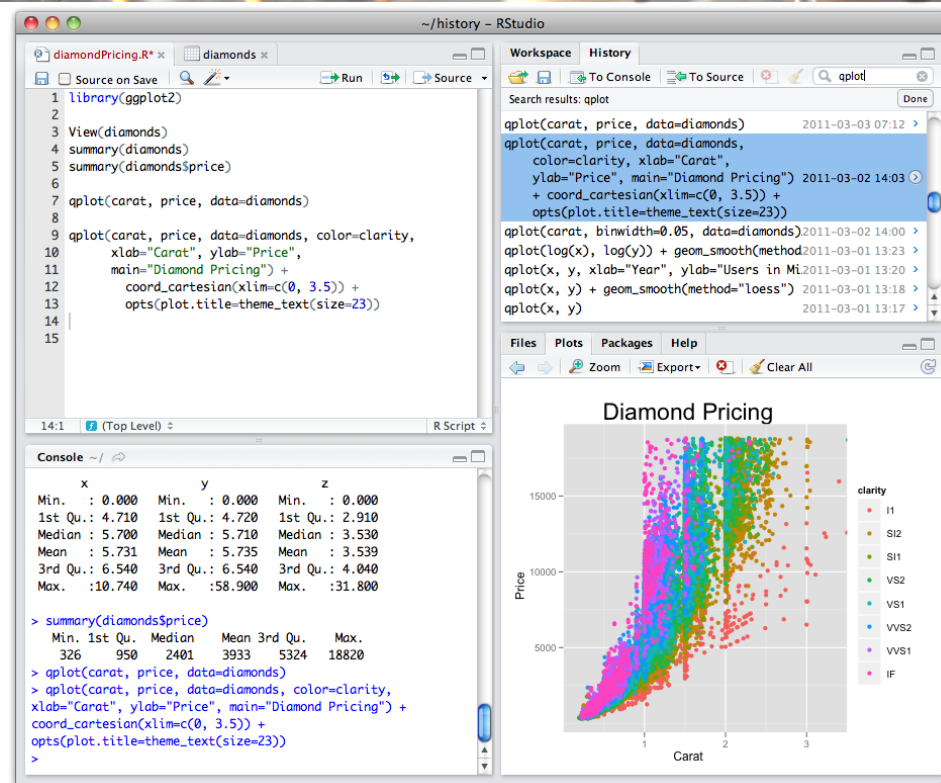 ~/history – RStudio
diamondPricing.R* × diamonds ×
Source on Save Run Source
1 library(ggplot2)
2
3 View(diamonds)
4 summary(diamonds)
5 summary(diamonds$price)
6
7 qplot(carat, price, data=diamonds)
8
9 qplot(carat, price, data=diamonds, color=clarity,
10 xlab="Carat", ylab="Price",
11 main="Diamond Pricing") +
12 coord_cartesian(xlim=c(0, 3.5)) +
13 opts(plot.title=theme_text(size=23))
14
15
14:1 (Top Level) R Script
Console ~/
x y z
Min. : 0.000 Min. : 0.000 Min. : 0.000
1st Qu.: 4.710 1st Qu.: 4.720 1st Qu.: 2.910
Median : 5.700 Median : 5.710 Median : 3.530
Mean : 5.731 Mean : 5.735 Mean : 3.539
3rd Qu.: 6.540 3rd Qu.: 6.540 3rd Qu.: 4.040
Max. :10.740 Max. :58.900 Max. :31.800
> summary(diamonds$price)
Min. 1st Qu. Median Mean 3rd Qu. Max.
326 950 2401 3933 5324 18820
> qplot(carat, price, data=diamonds)
> qplot(carat, price, data=diamonds, color=clarity,
xlab="Carat", ylab="Price", main="Diamond Pricing") +
coord_cartesian(xlim=c(0, 3.5)) +
opts(plot.title=theme_text(size=23))
>
Workspace History
To Console To Source qplot
Search results: qplot Done
qplot(carat, price, data=diamonds) 2011-03-03 07:12 >
qplot(carat, price, data=diamonds,
color=clarity, xlab="Carat",
ylab="Price", main="Diamond Pricing") 2011-03-02 14:03
+ coord_cartesian(xlim=c(0, 3.5)) +
opts(plot.title=theme_text(size=23))
qplot(carat, binwidth=0.05, data=diamonds) 2011-03-02 14:00 >
qplot(log(x), log(y)) + geom_smooth(method 2011-03-01 13:23 >
qplot(x, y, xlab="Year", ylab="Users in Mi 2011-03-01 13:20 >
qplot(x, y) + geom_smooth(method="loess") 2011-03-01 13:18 >
qplot(x, y) 2011-03-01 13:17 >
Files Plots Packages Help
Zoom Export Clear All
Diamond Pricing
Price
15000
10000
5000
1 2 3
Carat
clarity
I1
SI2
SI1
VS2
VS1
VVS2
VVS1
IF